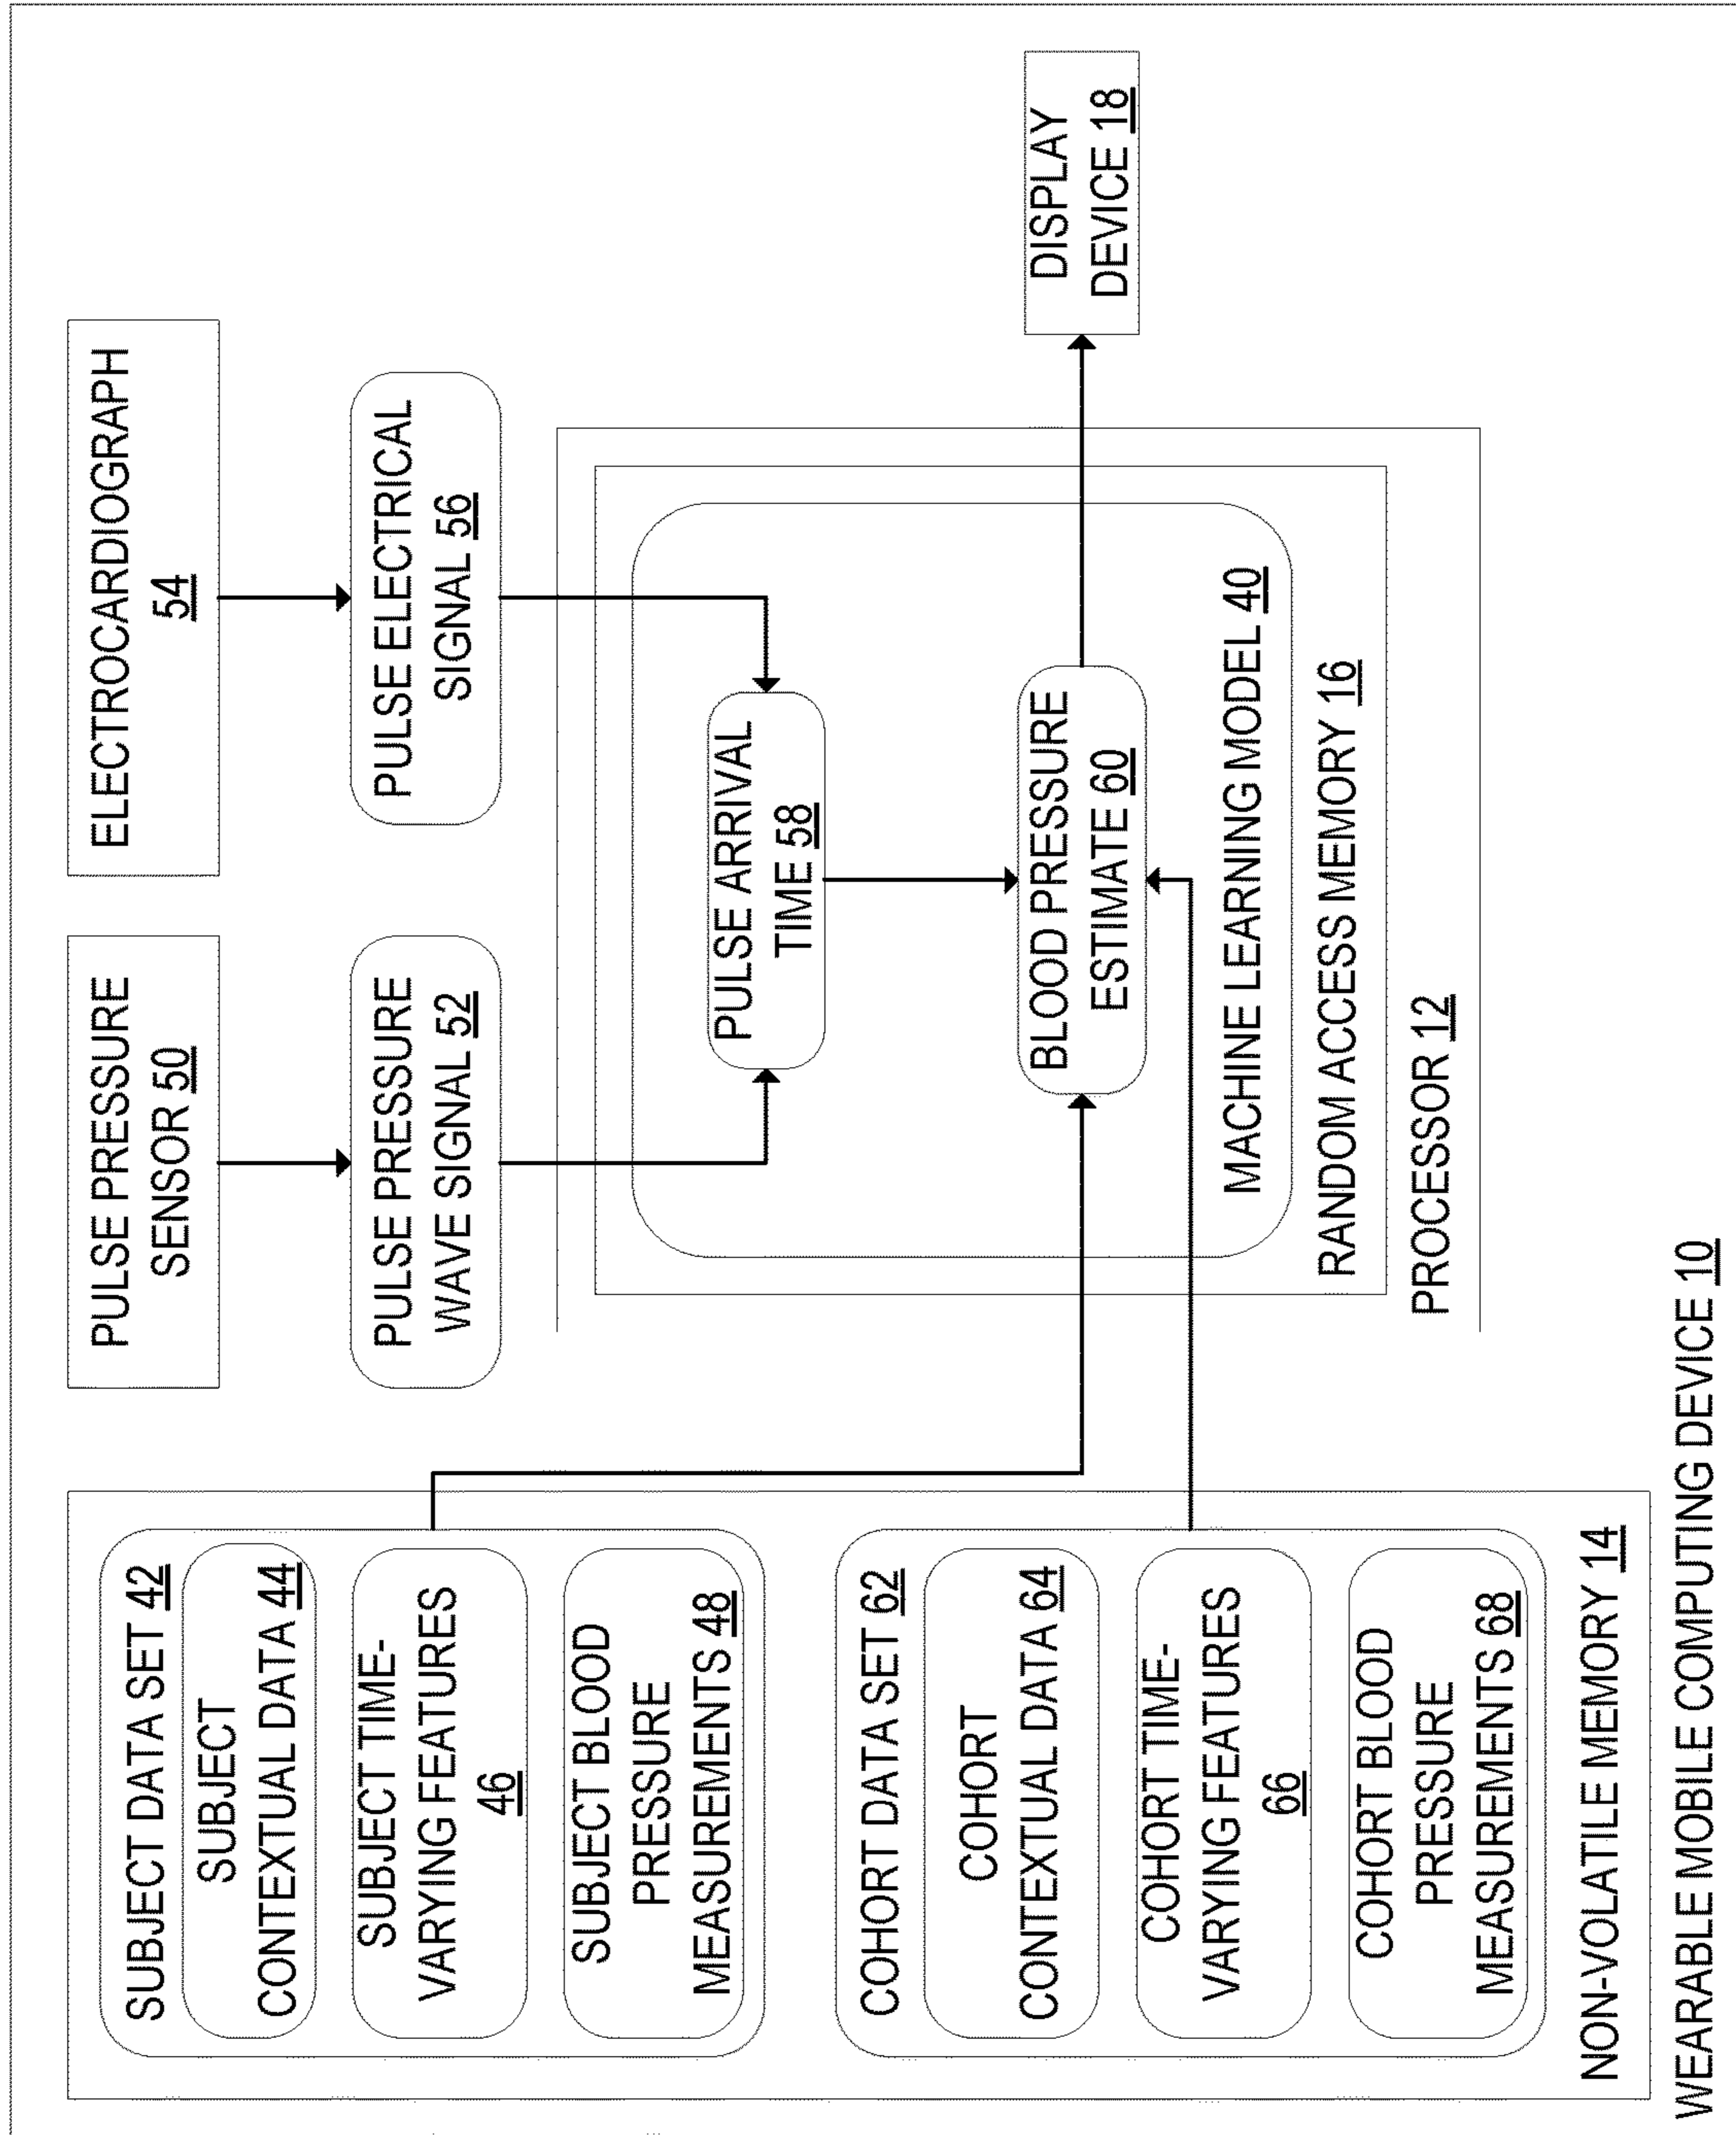 SUBJECT DATA SET 42
SUBJECT
CONTEXTUAL DATA 44
SUBJECT TIME-
VARYING FEATURES
46
SUBJECT BLOOD
PRESSURE
MEASUREMENTS 48
COHORT DATA SET 62
COHORT
CONTEXTUAL DATA 64
COHORT TIME-
VARYING FEATURES
66
COHORT BLOOD
PRESSURE
MEASUREMENTS 68
NON-VOLATILE MEMORY 14
PULSE PRESSURE
SENSOR 50
PULSE PRESSURE
WAVE SIGNAL 52
ELECTROCARDIOGRAPH
54
PULSE ELECTRICAL
SIGNAL 56
PULSE ARRIVAL
TIME 58
BLOOD PRESSURE
ESTIMATE 60
MACHINE LEARNING MODEL 40
RANDOM ACCESS MEMORY 16
PROCESSOR 12
DISPLAY
DEVICE 18
WEARABLE MOBILE COMPUTING DEVICE 10